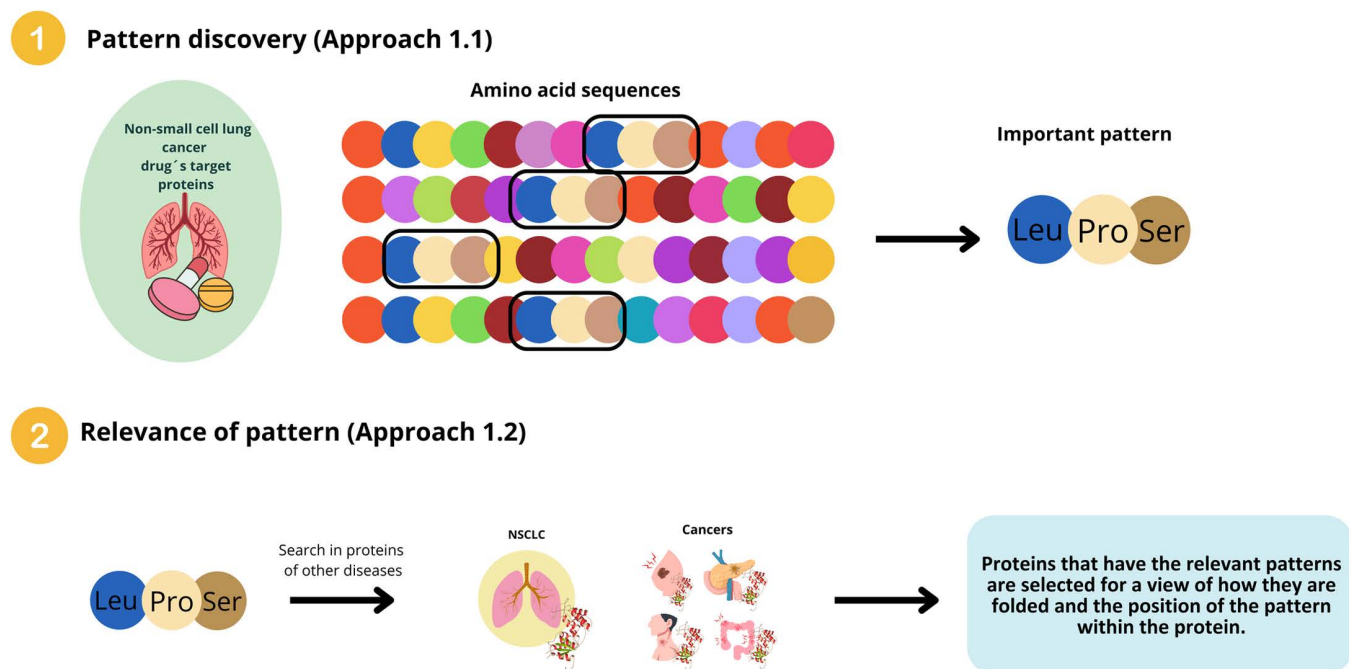 1
Pattern discovery (Approach 1.1)
Non-small cell lung
cancer
drug´s target
proteins
Amino acid sequences
Important pattern
Leu Pro Ser
2
Relevance of pattern (Approach 1.2)
Leu Pro Ser
Search in proteins
of other diseases
NSCLC
Cancers
Proteins that have the relevant patterns
are selected for a view of how they are
folded and the position of the pattern
within the protein.